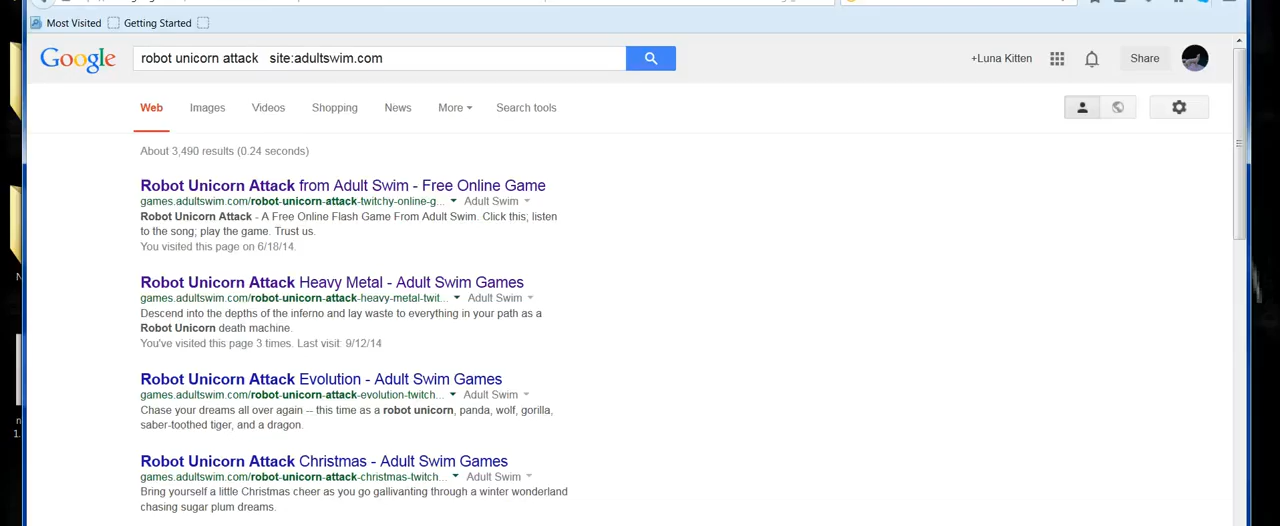 Most Visited Getting Started
Google robot unicorn attack site:adultswim.com +Luna Kitten Share
Web Images Videos Shopping News More Search tools
About 3,490 results (0.24 seconds)
Robot Unicorn Attack from Adult Swim - Free Online Game
games.adultswim.com/robot-unicorn-attack-twitchy-online-g... Adult Swim
Robot Unicorn Attack - A Free Online Flash Game From Adult Swim. Click this; listen
to the song; play the game. Trust us.
You visited this page on 6/18/14.
Robot Unicorn Attack Heavy Metal - Adult Swim Games
games.adultswim.com/robot-unicorn-attack-heavy-metal-twit... Adult Swim
Descend into the depths of the inferno and lay waste to everything in your path as a
Robot Unicorn death machine.
You've visited this page 3 times. Last visit: 9/12/14
Robot Unicorn Attack Evolution - Adult Swim Games
games.adultswim.com/robot-unicorn-attack-evolution-twitch... Adult Swim
Chase your dreams all over again -- this time as a robot unicorn, panda, wolf, gorilla,
saber-toothed tiger, and a dragon.
Robot Unicorn Attack Christmas - Adult Swim Games
games.adultswim.com/robot-unicorn-attack-christmas-twitch... Adult Swim
Bring yourself a little Christmas cheer as you go gallivanting through a winter wonderland
chasing sugar plum dreams.